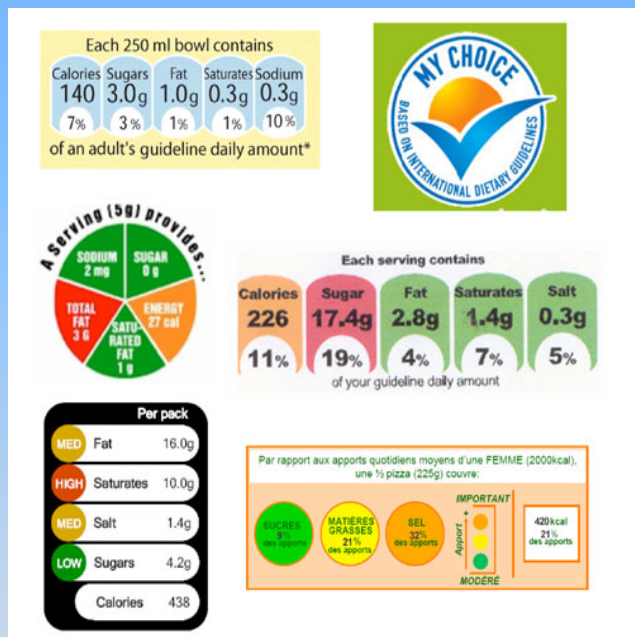 Each 250 ml bowl contains
Calories Sugars Fat Saturates Sodium
140 3.0g 1.0g 0.3g 0.3g
7% 3% 1% 1% 10%
of an adult's guideline daily amount*
MY CHOICE
BASED ON INTERNATIONAL DIETARY GUIDELINES
A Serving (5g) provides...
SODIUM
2 mg
SUGAR
0 g
TOTAL
FAT
3 G
ENERGY
27 cal
SATU-
RATED
FAT
1 g
Each serving contains
Calories Sugar Fat Saturates Salt
226 17.4g 2.8g 1.4g 0.3g
11% 19% 4% 7% 5%
of your guideline daily amount
Per pack
MED Fat 16.0g
HIGH Saturates 10.0g
MED Salt 1.4g
LOW Sugars 4.2g
Calories 438
Par rapport aux apports quotidiens moyens d'une FEMME (2000kcal),
une ½ pizza (225g) couvre:
SUCRES
9%
des apports
MATIÈRES
GRASSES
21%
des apports
SEL
32%
des apports
IMPORTANT
Apport +
MODÉRÉ
420kcal
21%
des apports